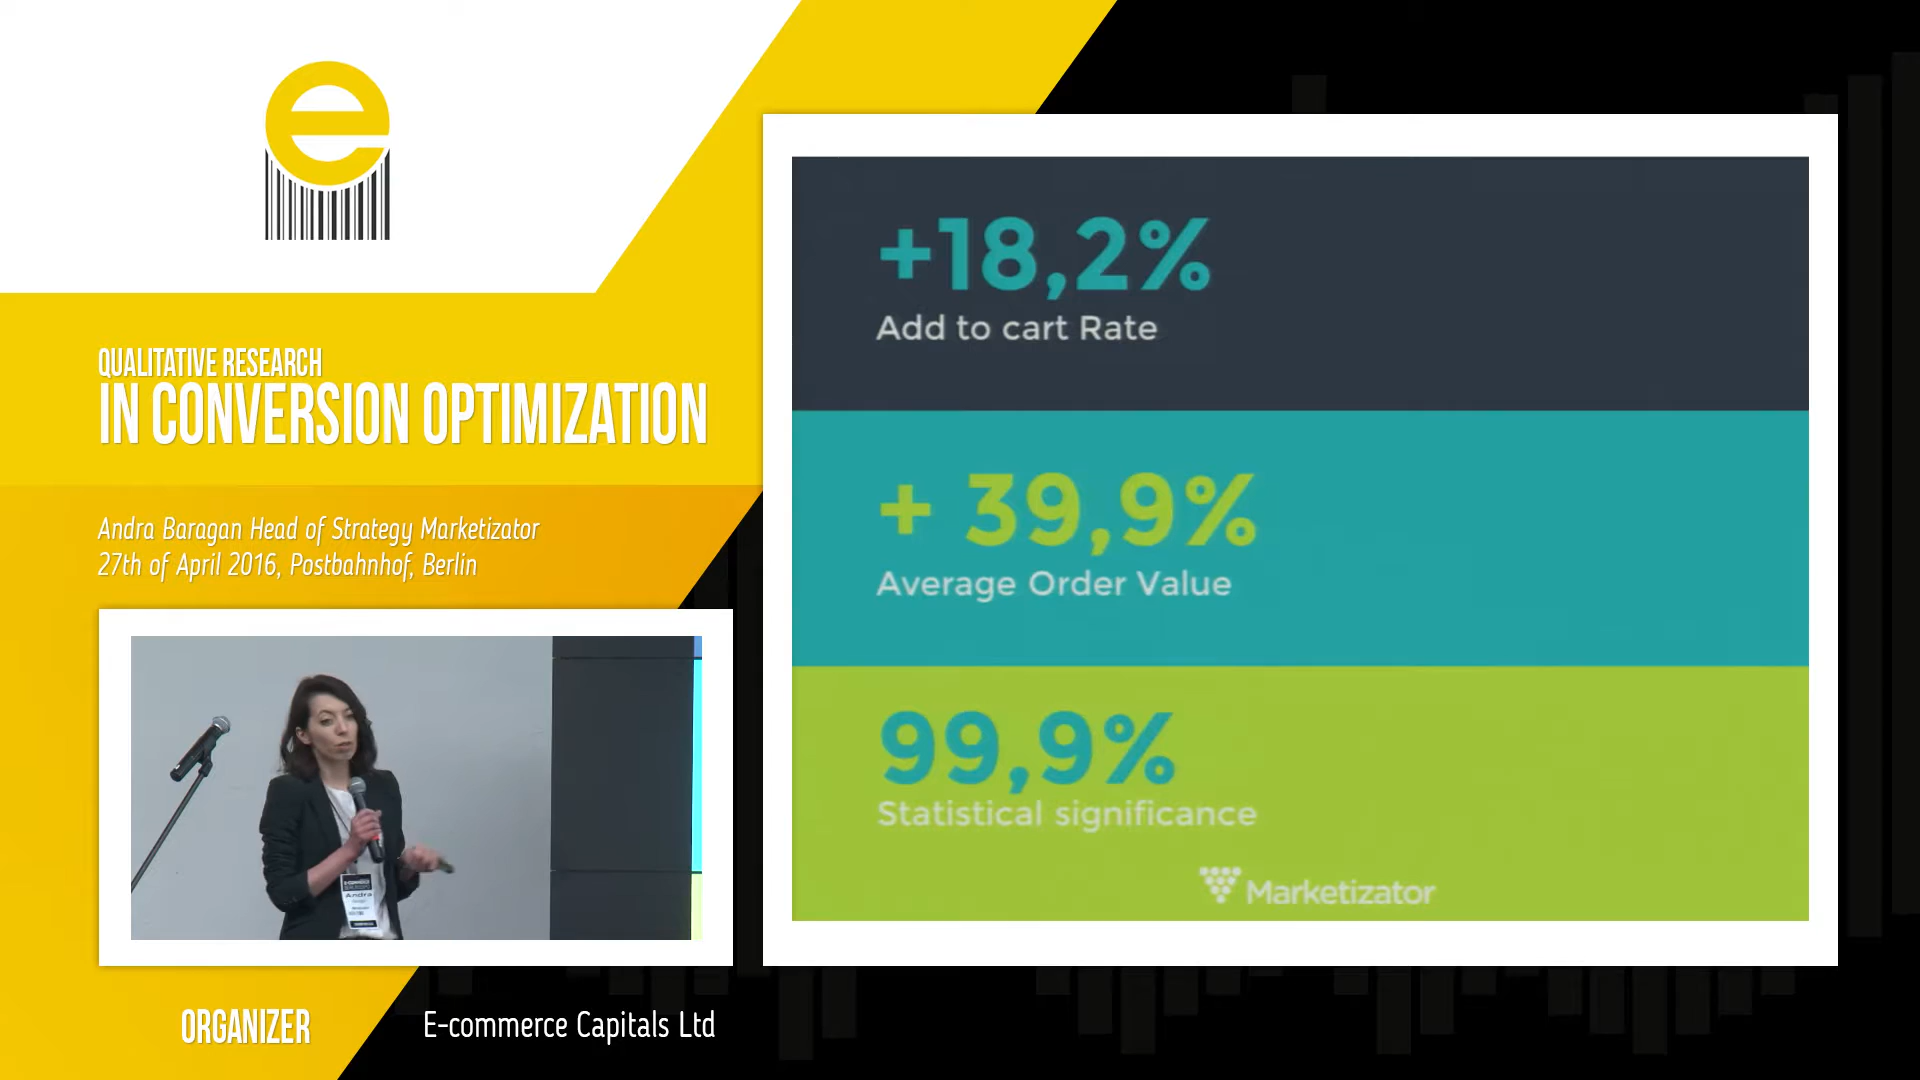 QUALITATIVE RESEARCH
IN CONVERSION OPTIMIZATION
Andra Baragan Head of Strategy Marketizator
27th of April 2016, Postbahnhof, Berlin
Andra
ORGANIZER
E-commerce Capitals Ltd
+18,2%
Add to cart Rate
+ 39,9%
Average Order Value
99,9%
Statistical significance
Marketizator